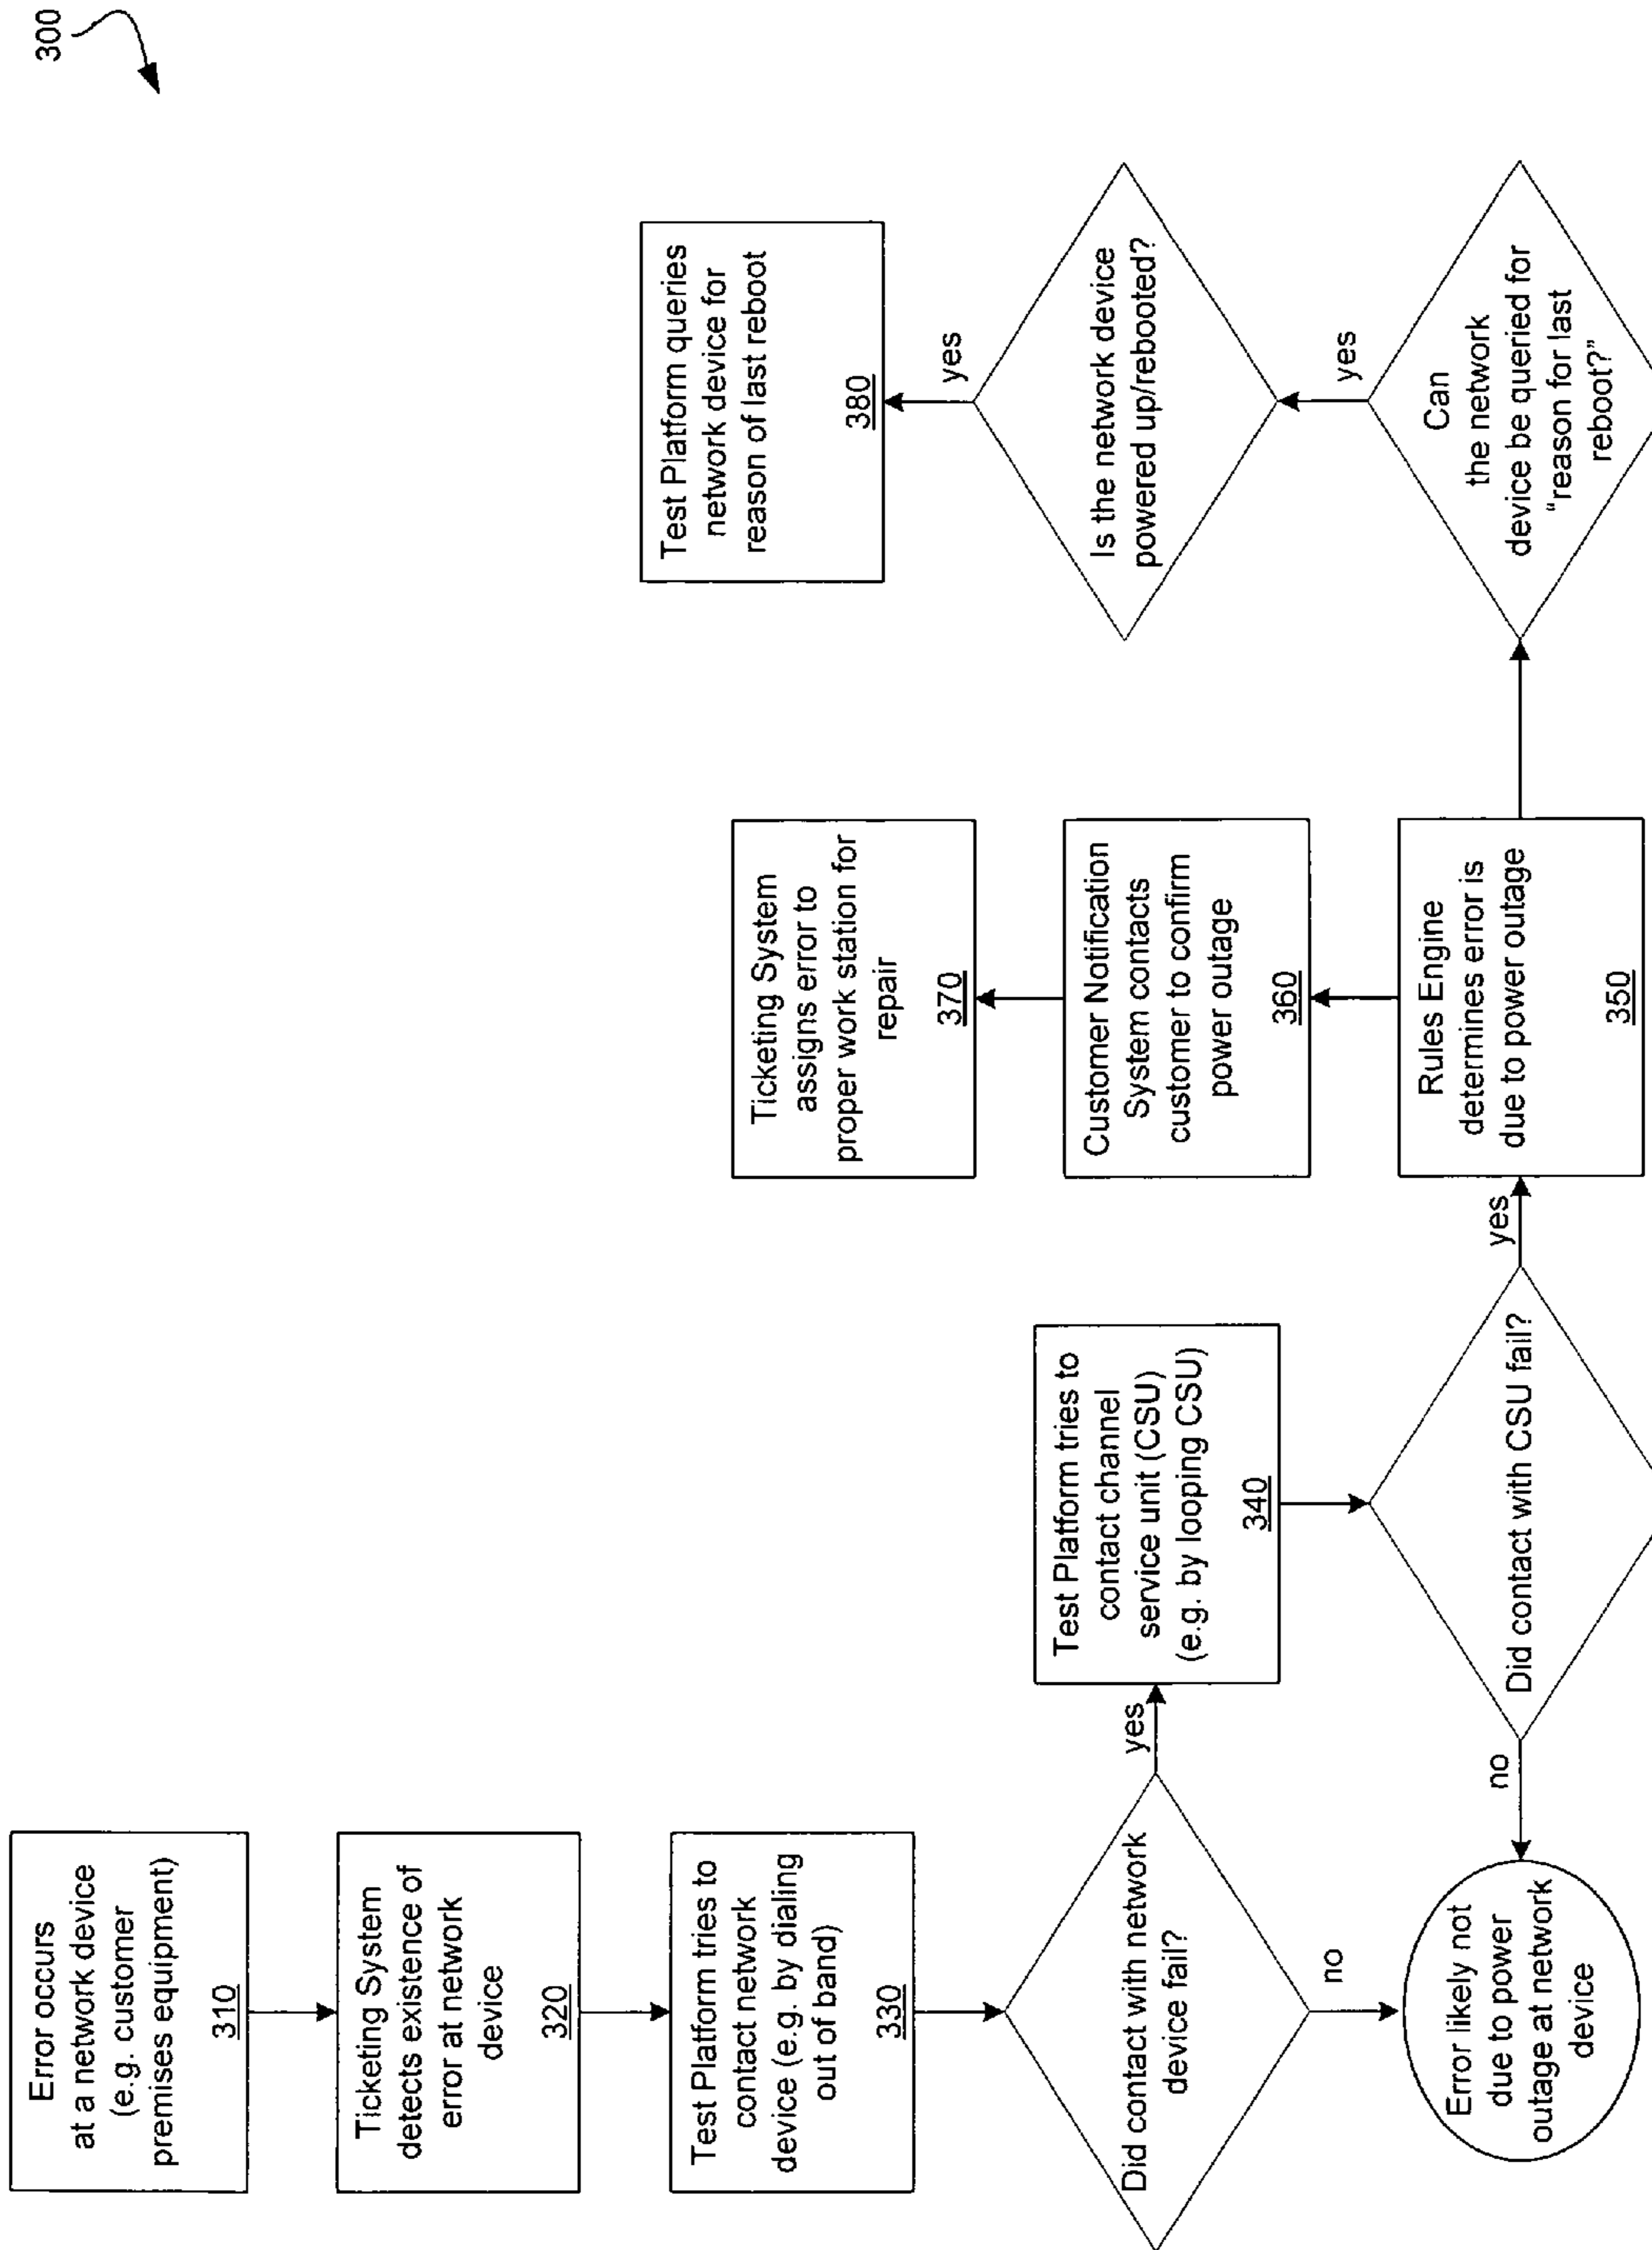 300
Error occurs
at a network device
(e.g. customer
premises equipment)
310
Ticketing System
detects existence of
error at network
device
320
Test Platform tries to
contact network
device (e.g. by dialing
out of band)
330
Did contact with network
device fail?
yes
no
Error likely not
due to power
outage at network
device
Test Platform tries to
contact channel
service unit (CSU)
(e.g. by looping CSU)
340
Did contact with CSU fail?
no
yes
Rules Engine
determines error is
due to power outage
350
Customer Notification
System contacts
customer to confirm
power outage
360
Ticketing System
assigns error to
proper work station for
repair
370
Can
the network
device be queried for
“reason for last
reboot?”
yes
Is the network device
powered up/rebooted?
yes
Test Platform queries
network device for
reason of last reboot
380